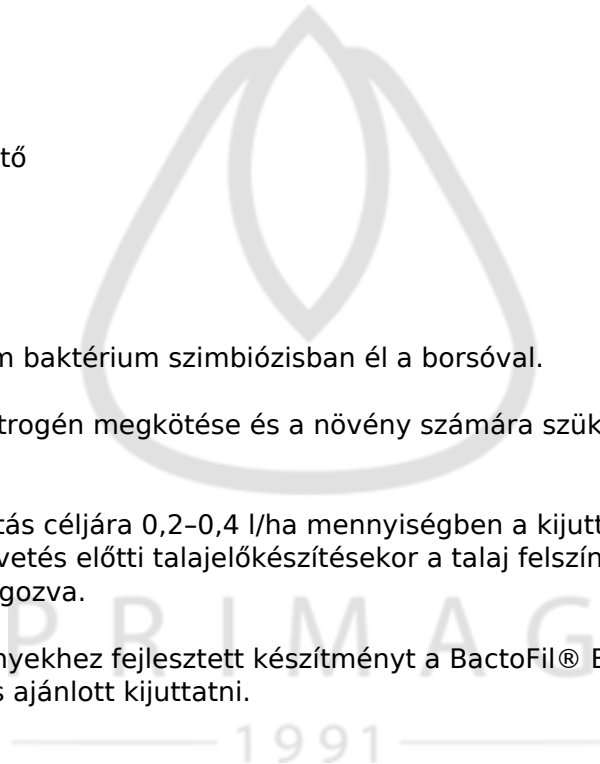 tő
m baktérium szimbiózisban él a borsóval.
trogén megkötése és a növény számára szük
tás céljára 0,2–0,4 l/ha mennyiségben a kijutt
vetés előtti talajelőkészítésekor a talaj felszín
gozva.
PRIMAG
nyekhez fejlesztett készítményt a BactoFil® B
s ajánlott kijuttatni.
1991